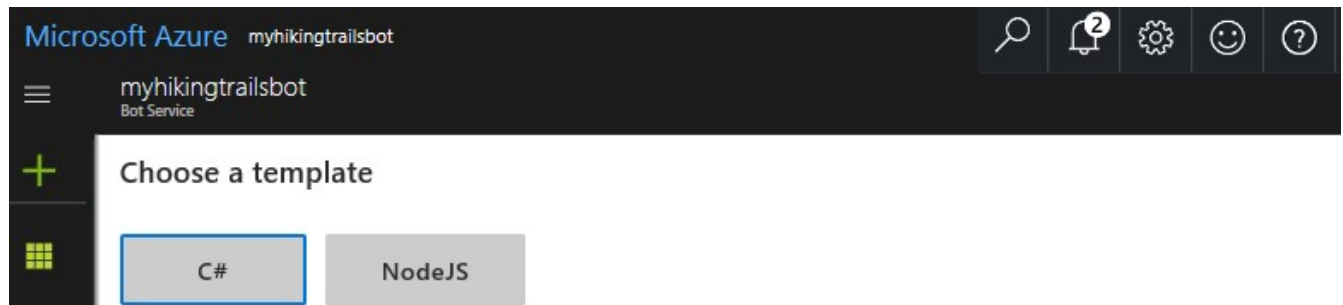 Microsoft Azure myhikingtrailsbot
2
?
myhikingtrailsbot
Bot Service
Choose a template
C#
NodeJS